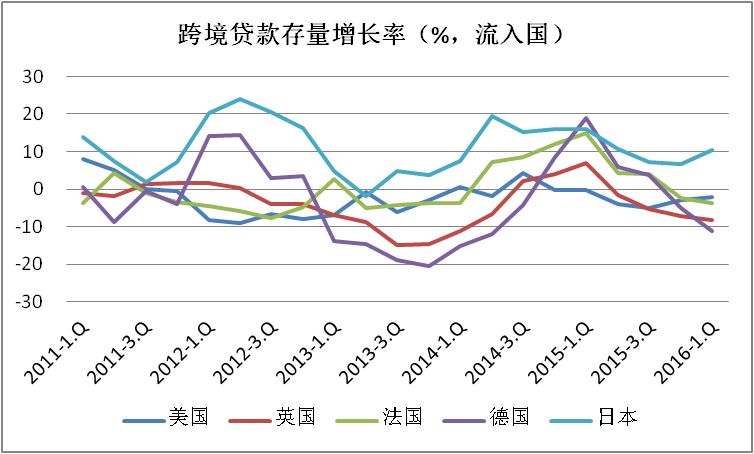 跨境贷款存量增长率（%，流入国）
30
20
10
0
-10
-20
-30
2011-1.Q
2011-3.Q
2012-1.Q
2012-3.Q
2013-1.Q
2013-3.Q
2014-1.Q
2014-3.Q
2015-1.Q
2015-3.Q
2016-1.Q
美国 英国 法国 德国 日本